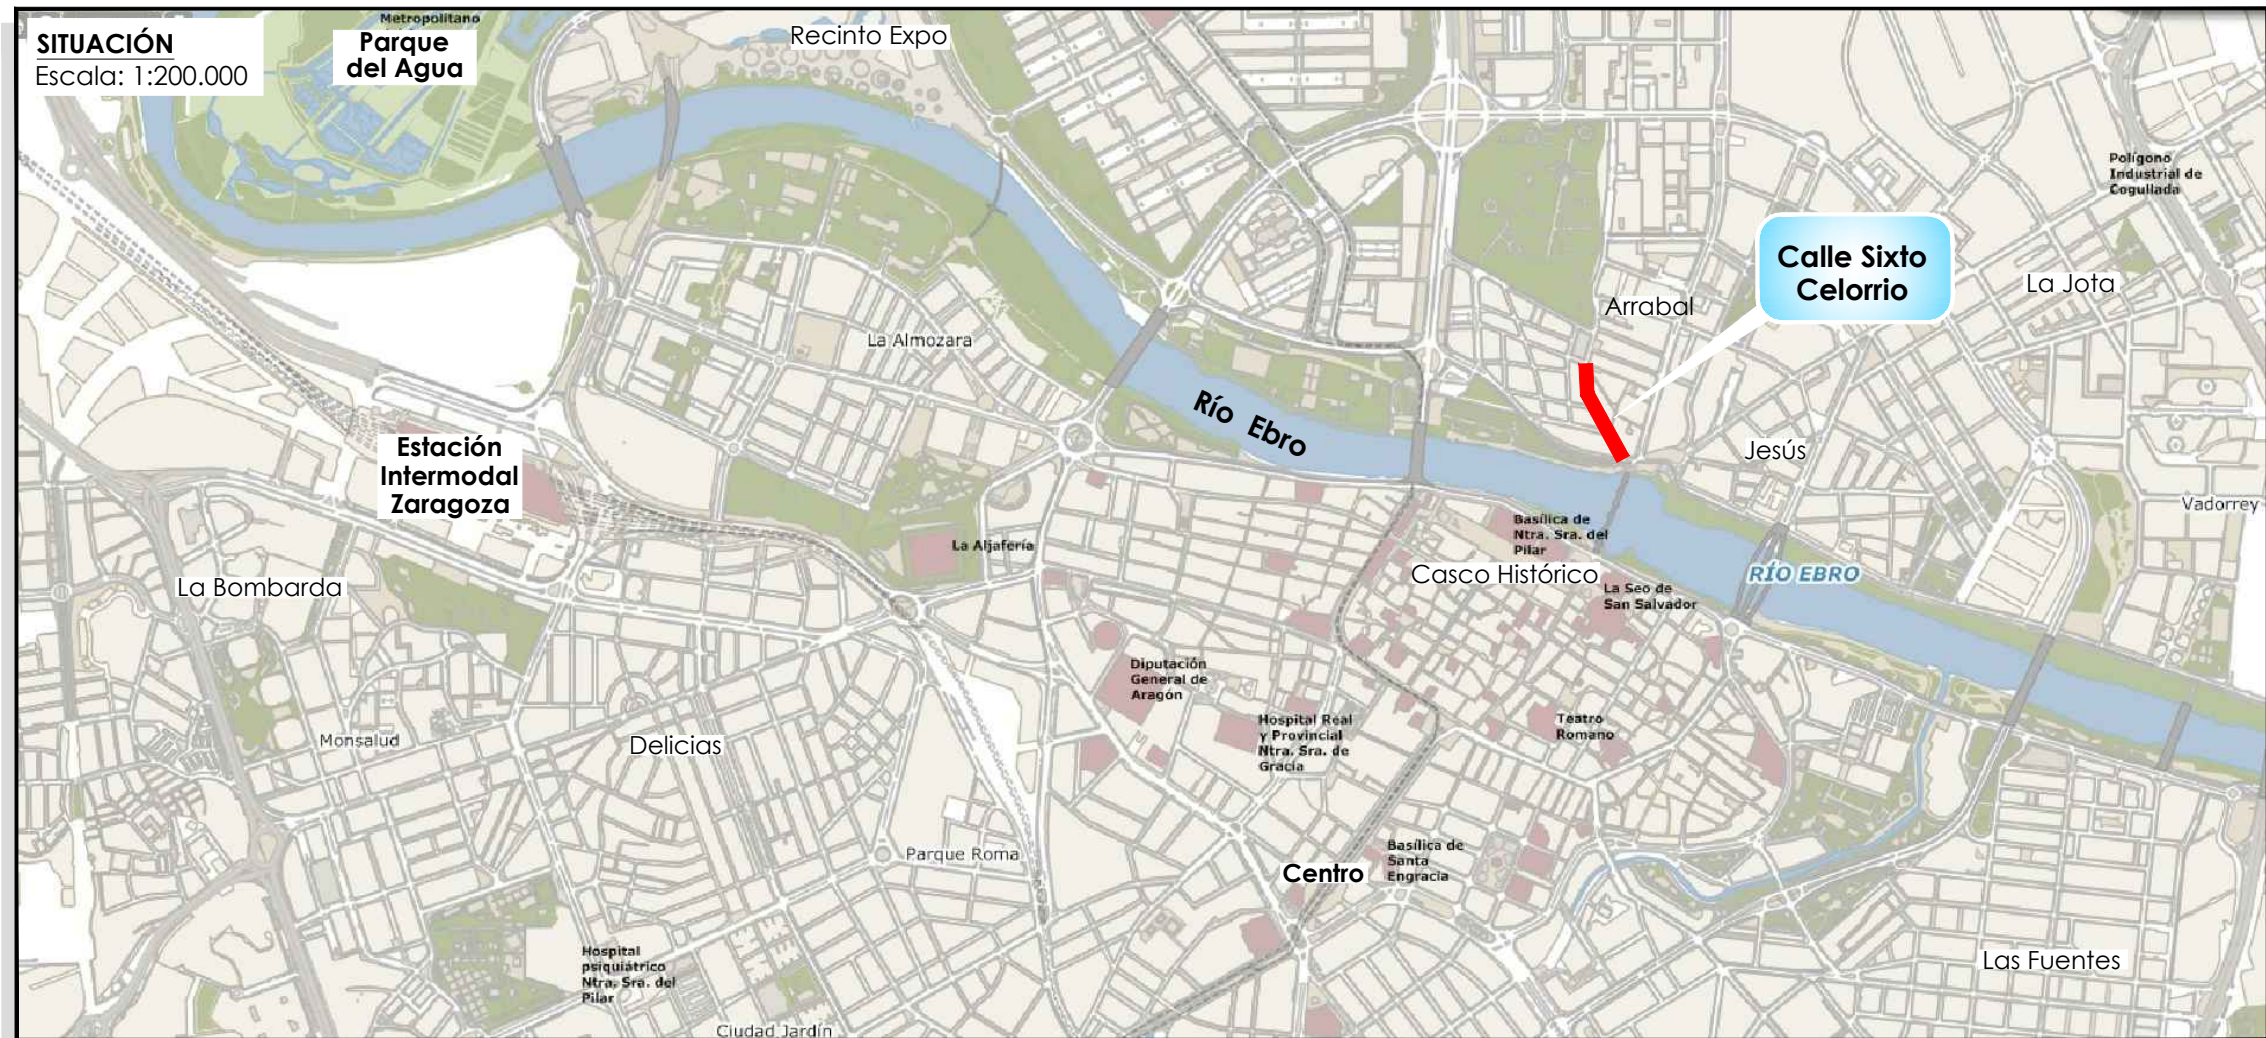 SITUACIÓN
Escala: 1:200.000
Metropolitano
Parque
del Agua
Recinto Expo
Polígono
Industrial de
Cogullada
Calle Sixto
Celorrio
La Jota
Arrabal
La Almozara
Río Ebro
Estación
Intermodal
Zaragoza
Jesús
Vadorrey
Basílica de
Ntra. Sra. del
Pilar
La Aljafería
Casco Histórico
RÍO EBRO
La Bombarda
La Seo de
San Salvador
Diputación
General de
Aragón
Hospital Real
y Provincial
Ntra. Sra. de
Gracia
Teatro
Romano
Monsalud
Delicias
Parque Roma
Centro
Basílica de
Santa
Engracia
Hospital
psiquiátrico
Ntra. Sra. del
Pilar
Las Fuentes
Ciudad Jardín